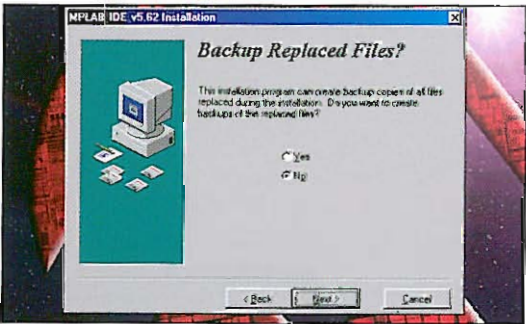 MPLAB IDE v5.62 Installation
Backup Replaced Files?
This installation program can create backup copies of all files
replaced during the installation. Do you want to create
backups of the replaced files?
Yes
No
< Back
Next >
Cancel